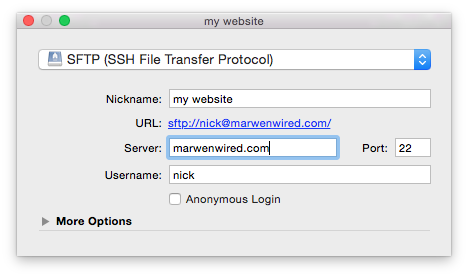 my website
SFTP (SSH File Transfer Protocol)
Nickname: my website
URL: sftp://nick@marwenwired.com/
Server: marwenwired.com Port: 22
Username: nick
Anonymous Login
More Options